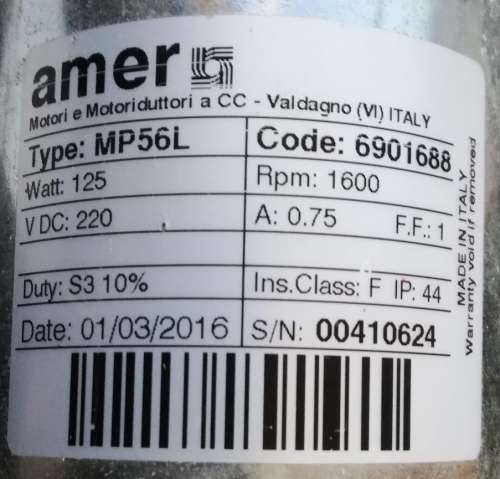 amer
Motori e Motoriduttori a CC - Valdagno (VI) ITALY
Type: MP56L Code: 6901688
Watt: 125 Rpm: 1600
V DC: 220 A: 0.75 F.F.: 1
Duty: S3 10% Ins.Class: F IP: 44
Date: 01/03/2016 S/N: 00410624
MADE IN ITALY
Warranty void if removed